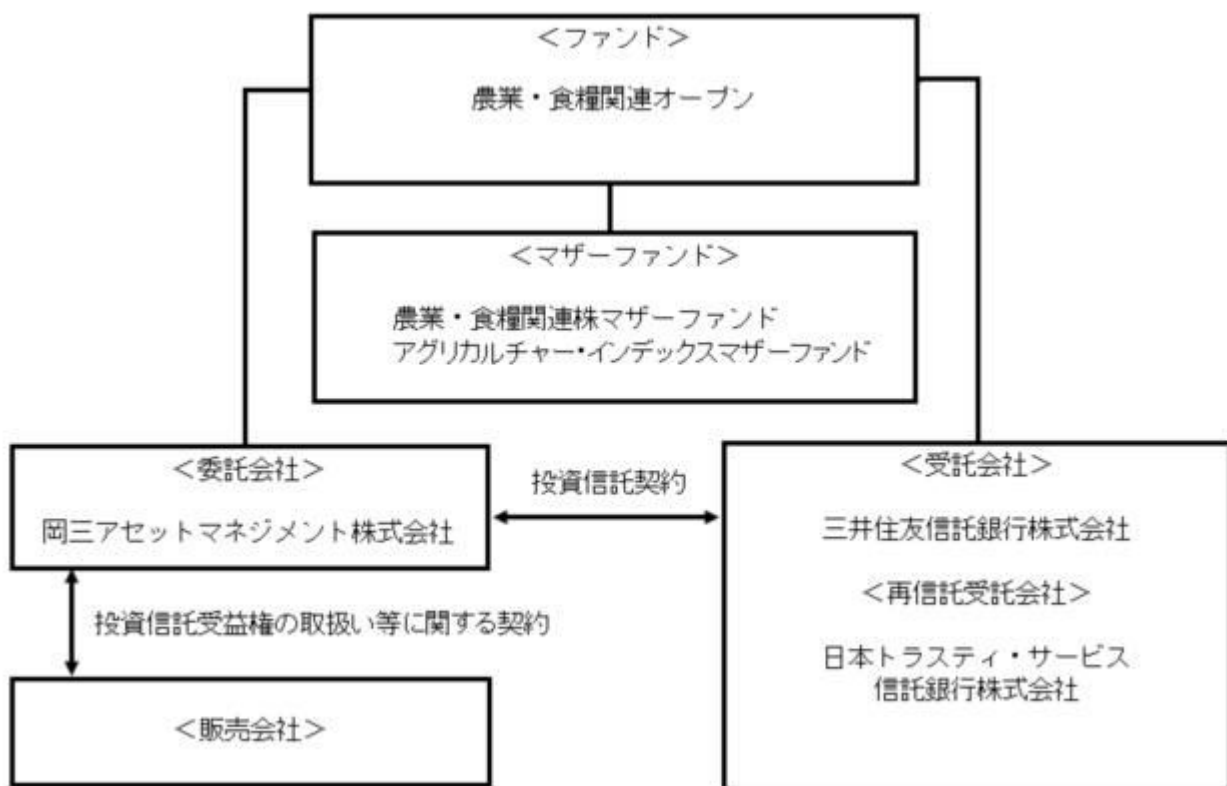 ＜ファンド＞
農業・食糧関連オープン
＜マザーファンド＞
農業・食糧関連株マザーファンド
アグリカルチャー・インデックスマザーファンド
＜委託会社＞
岡三アセットマネジメント株式会社
投資信託契約
＜受託会社＞
三井住友信託銀行株式会社
＜再信託受託会社＞
日本トラスティ・サービス
信託銀行株式会社
投資信託受益権の取扱い等に関する契約
＜販売会社＞